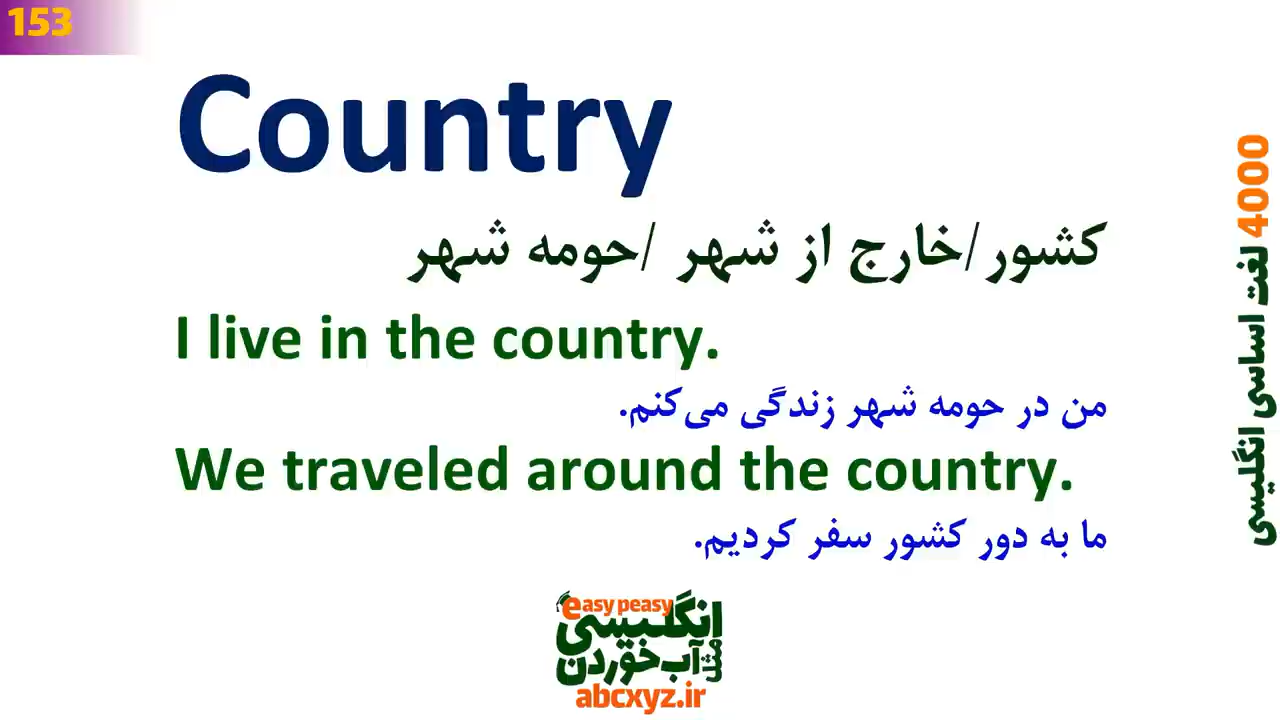 153
Country
کشور/خارج از شهر /حومه شهر
I live in the country.
من در حومه شهر زندگی می‌کنم.
We traveled around the country.
ما به دور کشور سفر کردیم.
4000 لغت اساسی انگلیسی
easy peasy
انگلیسی
مثل آب خوردن
abcxyz.ir